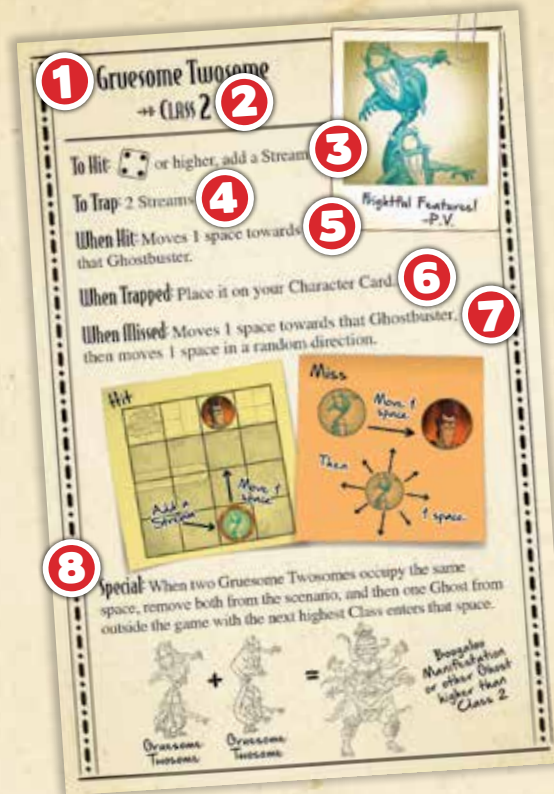 1 Gruesome Twosome
CLASS 2 2
To Hit: or higher, add a Stream 3
To Trap: 2 Streams 4
Frightful Features!
-P.V.
When Hit: Moves 1 space towards 5
that Ghostbuster.
When Trapped: Place it on your Character Card. 6
When Missed: Moves 1 space towards that Ghostbuster, 7
then moves 1 space in a random direction.
Hit
Add a
Stream
Move 1
space
Miss
Move 1
space
Then
1 space
8
Special: When two Gruesome Twosomes occupy the same
space, remove both from the scenario, and then one Ghost from
outside the game with the next highest Class enters that space.
+
=
Gruesome
Twosome
Gruesome
Twosome
Boogaloo
Manifestation
or other Ghost
higher than
Class 2